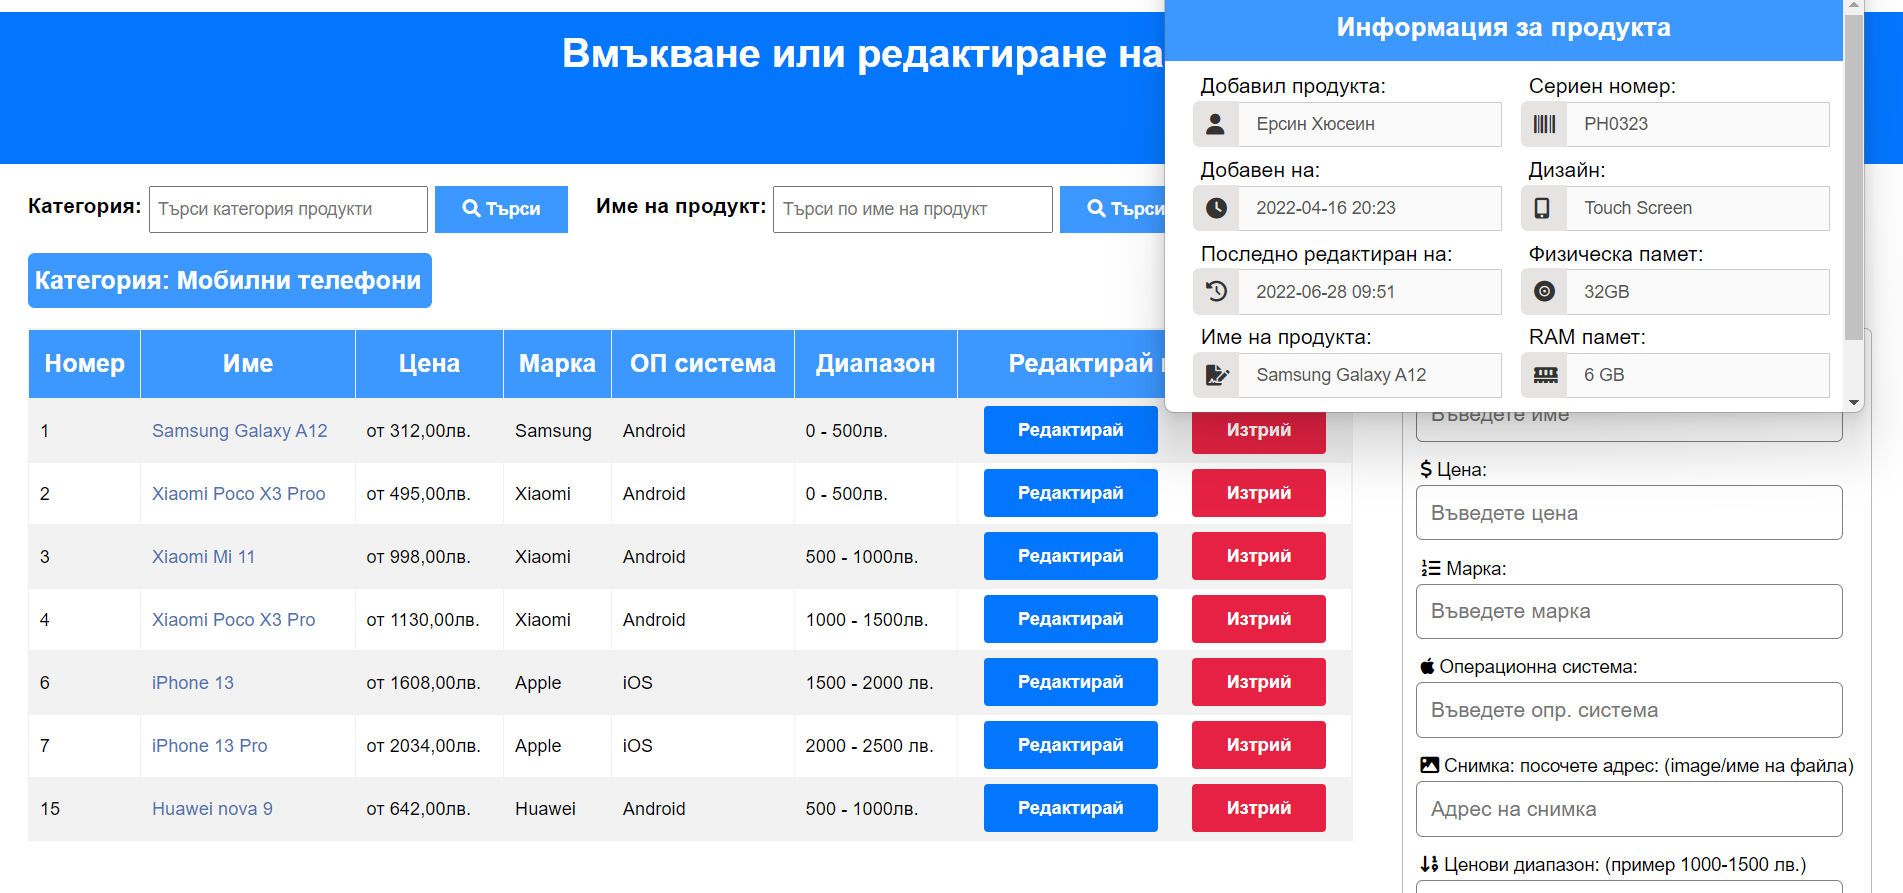 Вмъкване или редактиране на
Категория:
Търси категория продукти
Търси
Име на продукт:
Търси по име на продукт
Търси
Категория: Мобилни телефони
Номер Име Цена Марка ОП система Диапазон Редактирай
1 Samsung Galaxy A12 от 312,00лв. Samsung Android 0 - 500лв. Редактирай Изтрий
2 Xiaomi Poco X3 Proo от 495,00лв. Xiaomi Android 0 - 500лв. Редактирай Изтрий
3 Xiaomi Mi 11 от 998,00лв. Xiaomi Android 500 - 1000лв. Редактирай Изтрий
4 Xiaomi Poco X3 Pro от 1130,00лв. Xiaomi Android 1000 - 1500лв. Редактирай Изтрий
6 iPhone 13 от 1608,00лв. Apple iOS 1500 - 2000 лв. Редактирай Изтрий
7 iPhone 13 Pro от 2034,00лв. Apple iOS 2000 - 2500 лв. Редактирай Изтрий
15 Huawei nova 9 от 642,00лв. Huawei Android 500 - 1000лв. Редактирай Изтрий
Информация за продукта
Добавил продукта:
Ерсин Хюсеин
Сериен номер:
PH0323
Добавен на:
2022-04-16 20:23
Дизайн:
Touch Screen
Последно редактиран на:
2022-06-28 09:51
Физическа памет:
32GB
Име на продукта:
Samsung Galaxy A12
RAM памет:
6 GB
Въведете име
Цена:
Въведете цена
Марка:
Въведете марка
Операционна система:
Въведете опр. система
Снимка: посочете адрес: (image/име на файла)
Адрес на снимка
Ценови диапазон: (пример 1000-1500 лв.)